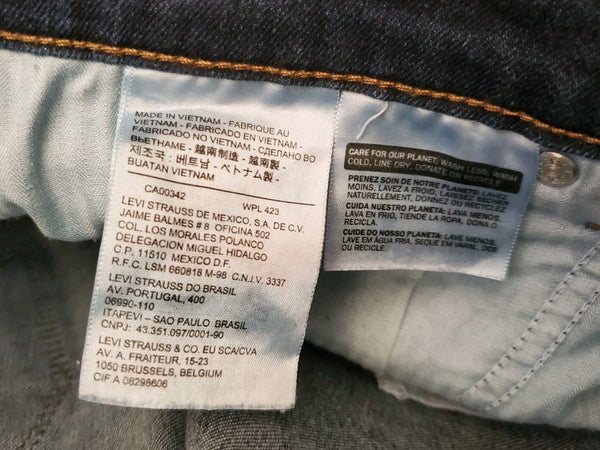 MADE IN VIETNAM - FABRIQUE AU
VIETNAM - FABRICADO EN VIETNAM -
FABRICADO NO VIETNAM - СДЕЛАНО ВО
ВЬЕТНАМЕ - 越南制造 - 越南製 -
제조국 : 베트남 - ベトナム製 -
BUATAN VIETNAM
CA00342 WPL 423
LEVI STRAUSS DE MEXICO, S.A. DE C.V.
JAIME BALMES # 8 OFICINA 502
COL. LOS MORALES POLANCO
DELEGACION MIGUEL HIDALGO
C.P. 11510 MEXICO D.F.
R.F.C. LSM 660818 M-96 C.N.I.V. 3337
LEVI STRAUSS DO BRASIL
AV. PORTUGAL, 400
06990-110
ITAPEVI – SAO PAULO BRASIL
CNPJ: 43.351.097/0001-90
LEVI STRAUSS & CO. EU SCA/CVA
AV. A. FRAITEUR, 15-23
1050 BRUSSELS, BELGIUM
CIF A 08298606
CARE FOR OUR PLANET: WASH LESS, WASH
COLD, LINE DRY, DONATE OR RECYCLE
PRENEZ SOIN DE NOTRE PLANETE: LAVEZ
MOINS, LAVEZ A FROID, LAISSEZ SÉCHER
NATURELLEMENT, DONNEZ OU RECYCLEZ
CUIDA NUESTRO PLANETA: LAVA MENOS,
LAVA EN FRIO, TIENDE LA ROPA, DONA O
RECICLA.
CUIDE DO NOSSO PLANETA: LAVE MENOS,
LAVE EM ÁGUA FRIA, SEQUE EM VARAL, DOE
OU RECICLE.